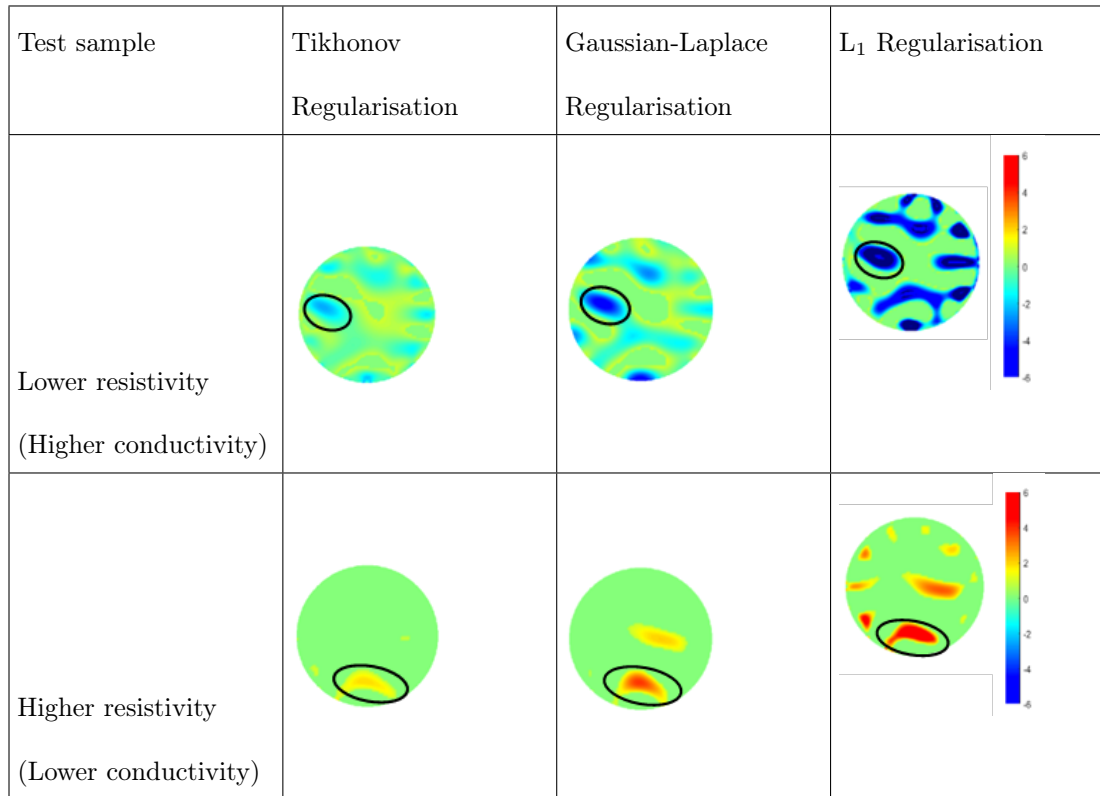 Test sample
Tikhonov
Regularisation
Gaussian-Laplace
Regularisation
L₁ Regularisation
6
4
2
0
-2
-4
-6
Lower resistivity
(Higher conductivity)
6
4
2
0
-2
-4
-6
Higher resistivity
(Lower conductivity)